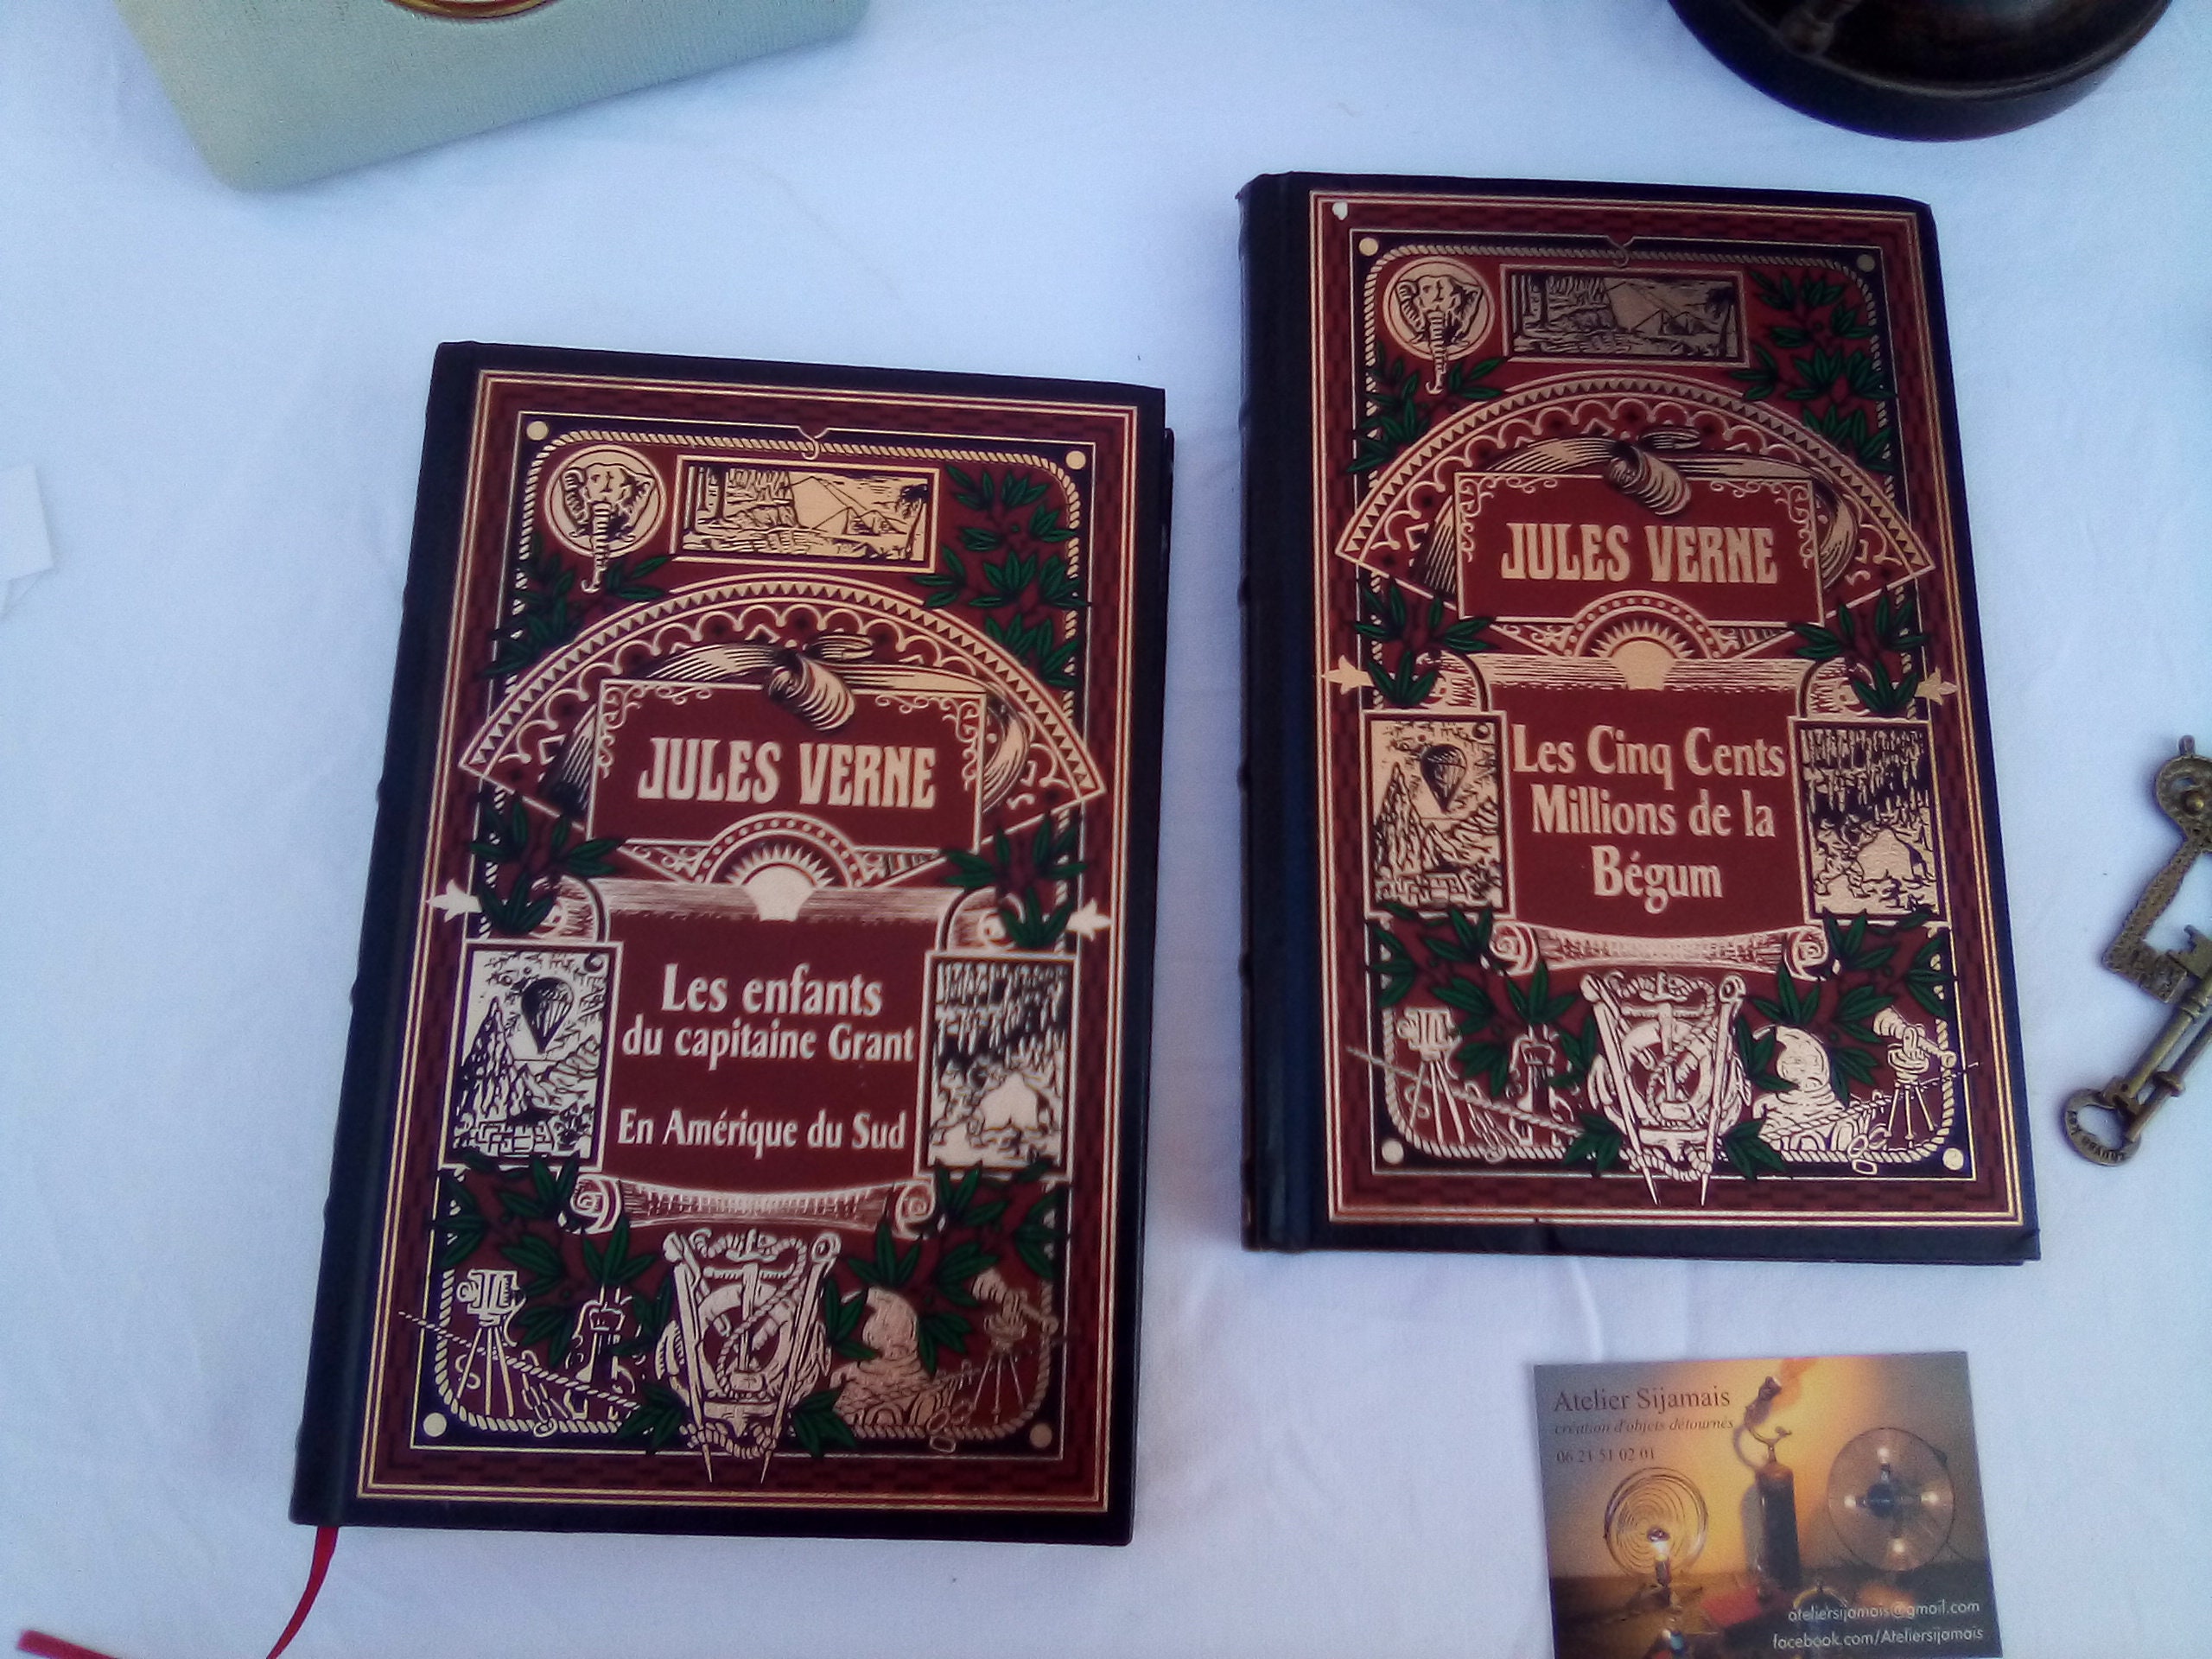 JULES VERNE
Les enfants
du capitaine Grant
En Amérique du Sud
JULES VERNE
Les Cinq Cents
Millions de la
Bégum
Atelier Sijamais
création d'objets détournés
06 21 51 02 01
ateliersijamais@gmail.com
facebook.com/Ateliersijamais